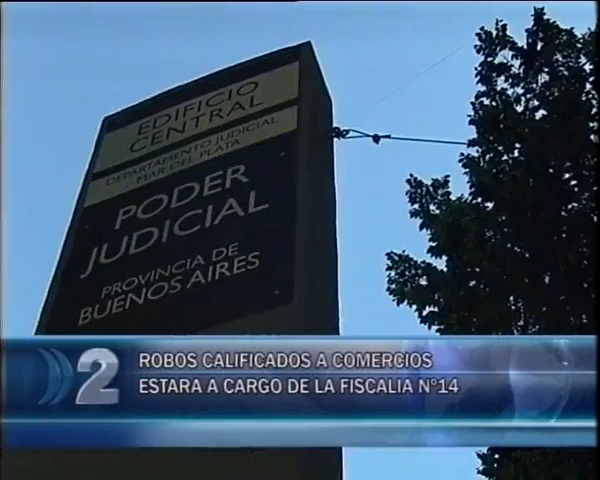 EDIFICIO
CENTRAL
DEPARTAMENTO JUDICIAL
MAR DEL PLATA
PODER
JUDICIAL
PROVINCIA DE
BUENOS AIRES
2
ROBOS CALIFICADOS A COMERCIOS
ESTARA A CARGO DE LA FISCALIA N°14